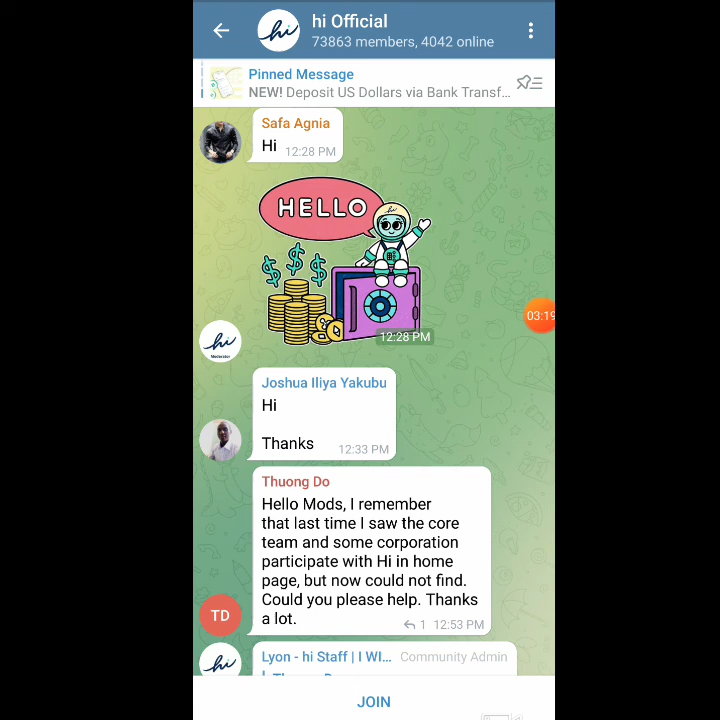 hi Official
73863 members, 4042 online
Pinned Message
NEW! Deposit US Dollars via Bank Transf...
Safa Agnia
Hi
12:28 PM
HELLO
hi
12:28 PM
hi
Moderator
03:19
Joshua Iliya Yakubu
Hi
Thanks
12:33 PM
Thuong Do
Hello Mods, I remember
that last time I saw the core
team and some corporation
participate with Hi in home
page, but now could not find.
Could you please help. Thanks
a lot.
1 12:53 PM
TD
hi
Lyon - hi Staff | I WI... Community Admin
JOIN